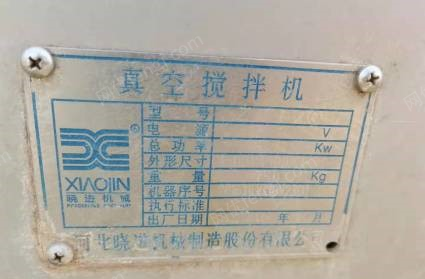 真空搅拌机
型号
电源 V
总功率 Kw
外形尺寸
重量 Kg
机器序号
执行标准
出厂日期 年 月
®
XIAOJIN
晓进机械
河北晓进机械制造股份有限公司